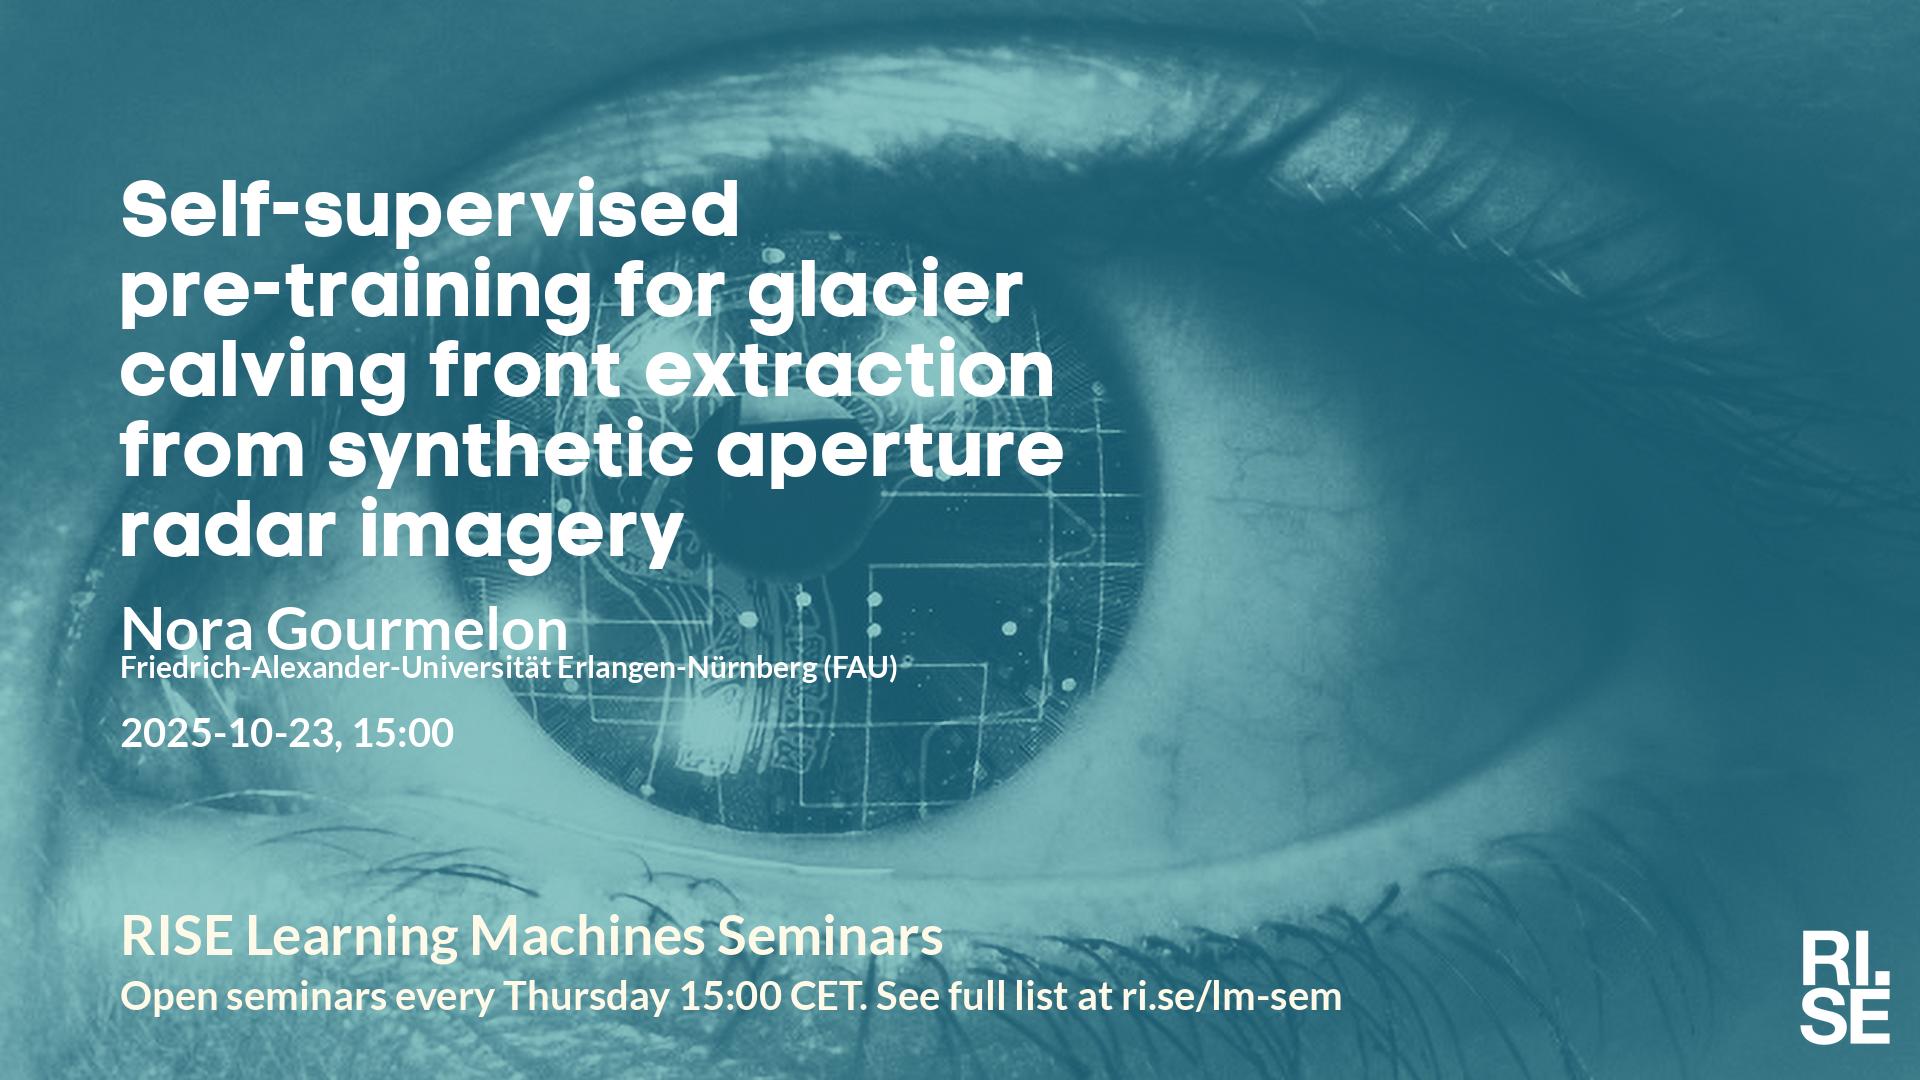 Self-supervised
pre-training for glacier
calving front extraction
from synthetic aperture
radar imagery
Nora Gourmelon
Friedrich-Alexander-Universität Erlangen-Nürnberg (FAU)
2025-10-23, 15:00
RISE Learning Machines Seminars
Open seminars every Thursday 15:00 CET. See full list at ri.se/lm-sem
RI.
SE